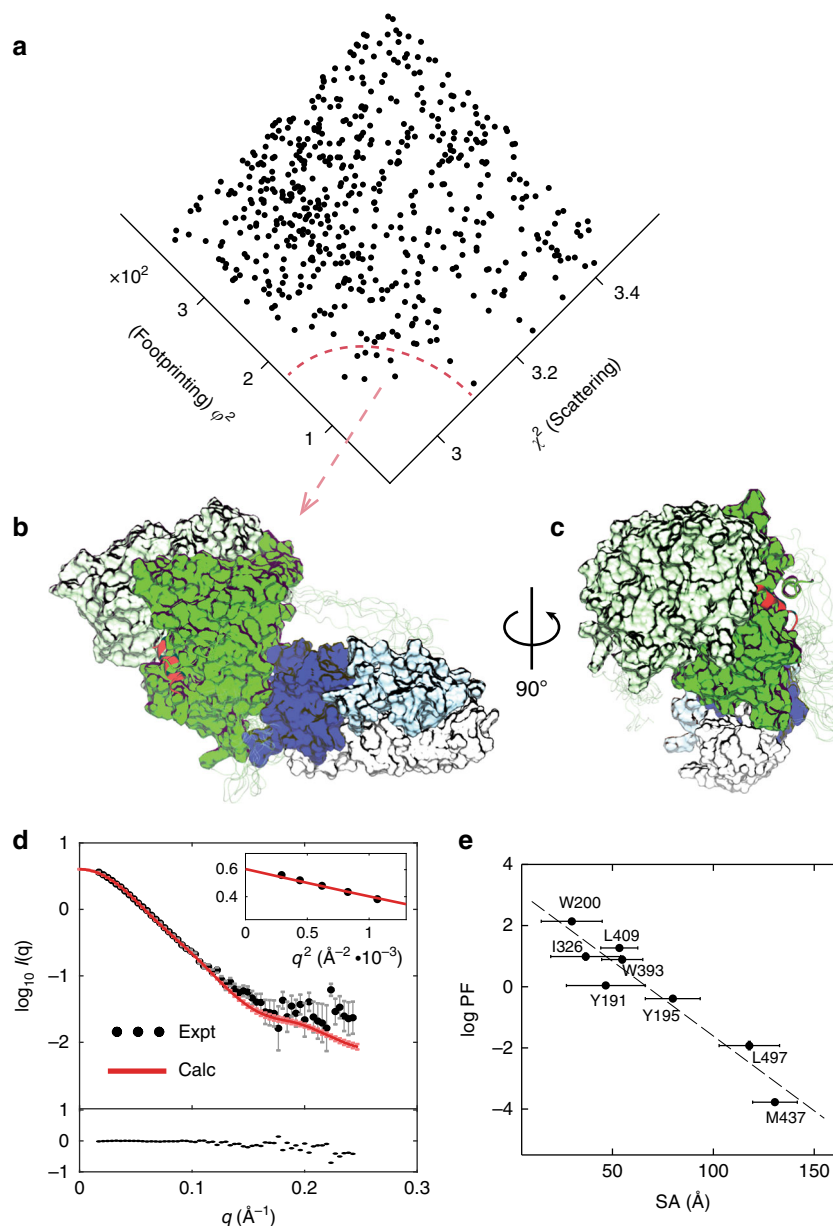 a
×10²
3
2
1
(Footprinting) φ²
3.4
3.2
3
χ² (Scattering)
b
c
90°
d
1
0
−1
−2
1
0
−1
log₁₀ I(q)
0.6
0.4
0
0.5
1
q² (Å⁻² •10⁻³)
Expt
Calc
0
0.1
0.2
0.3
q (Å⁻¹)
e
4
2
0
−2
−4
log PF
W200
L409
I326
W393
Y191
Y195
L497
M437
50
100
150
SA (Å)